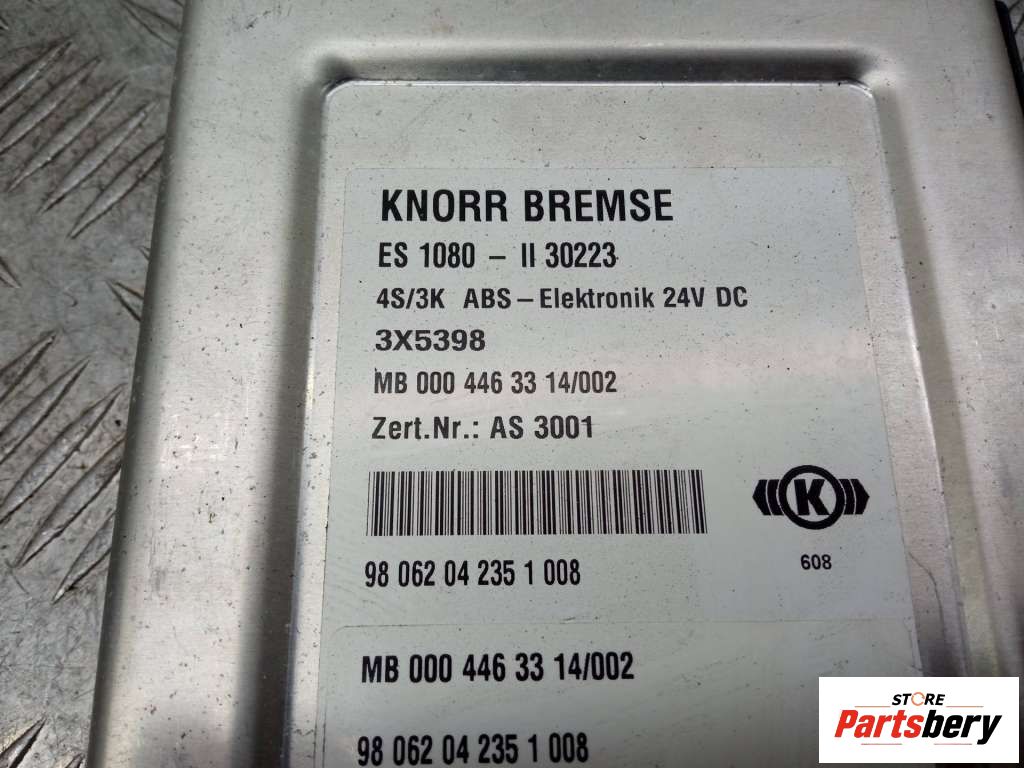 KNORR BREMSE
ES 1080 – II 30223
4S/3K ABS – Elektronik 24V DC
3X5398
MB 000 446 33 14/002
Zert.Nr.: AS 3001
K
98 062 04 235 1 008
608
MB 000 446 33 14/002
98 062 04 235 1 008
STORE
Partsbery